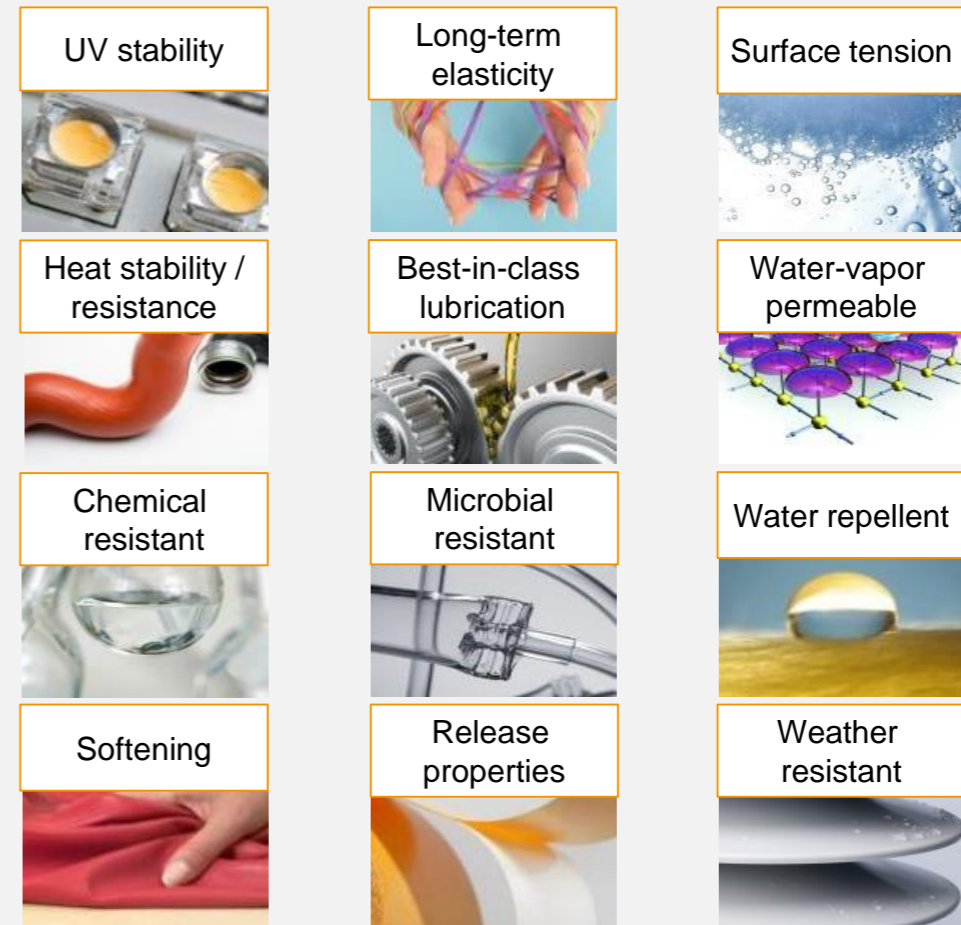 UV stability
Long-term
elasticity
Surface tension
Heat stability /
resistance
Best-in-class
lubrication
Water-vapor
permeable
Chemical
resistant
Microbial
resistant
Water repellent
Softening
Release
properties
Weather
resistant